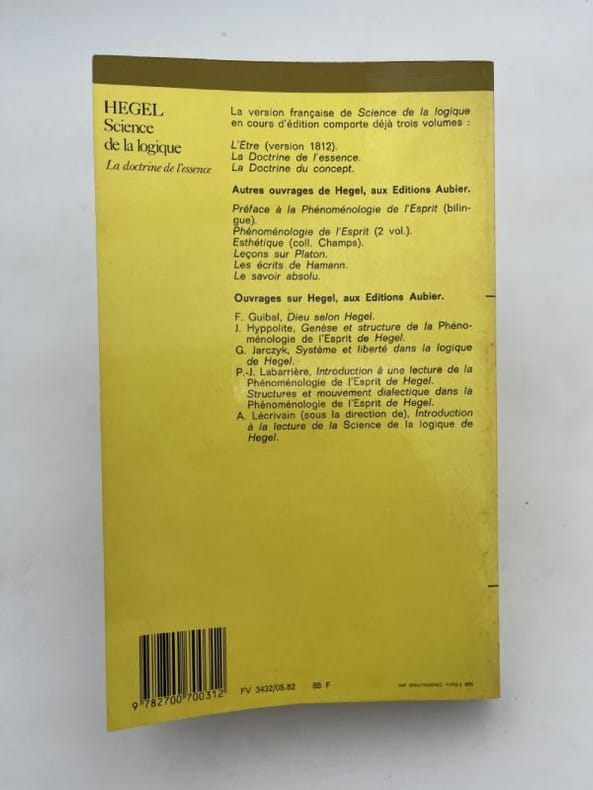 HEGEL
Science
de la logique
La doctrine de l'essence
La version française de Science de la logique
en cours d'édition comporte déjà trois volumes :
L'Etre (version 1812).
La Doctrine de l'essence.
La Doctrine du concept.
Autres ouvrages de Hegel, aux Editions Aubier.
Préface à la Phénoménologie de l'Esprit (bilin-
gue).
Phénoménologie de l'Esprit (2 vol.).
Esthétique (coll. Champs).
Leçons sur Platon.
Les écrits de Hamann.
Le savoir absolu.
Ouvrages sur Hegel, aux Editions Aubier.
F. Guibal, Dieu selon Hegel.
J. Hyppolite, Genèse et structure de la Phéno-
ménologie de l'Esprit de Hegel.
G. Jarczyk, Système et liberté dans la logique
de Hegel.
P.-J. Labarrière, Introduction à une lecture de la
Phénoménologie de l'Esprit de Hegel.
Structures et mouvement dialectique dans la
Phénoménologie de l'Esprit de Hegel.
A. Lécrivain (sous la direction de), Introduction
à la lecture de la Science de la logique de
Hegel.
9 782700 700312
FV 3432/05.82 88 F